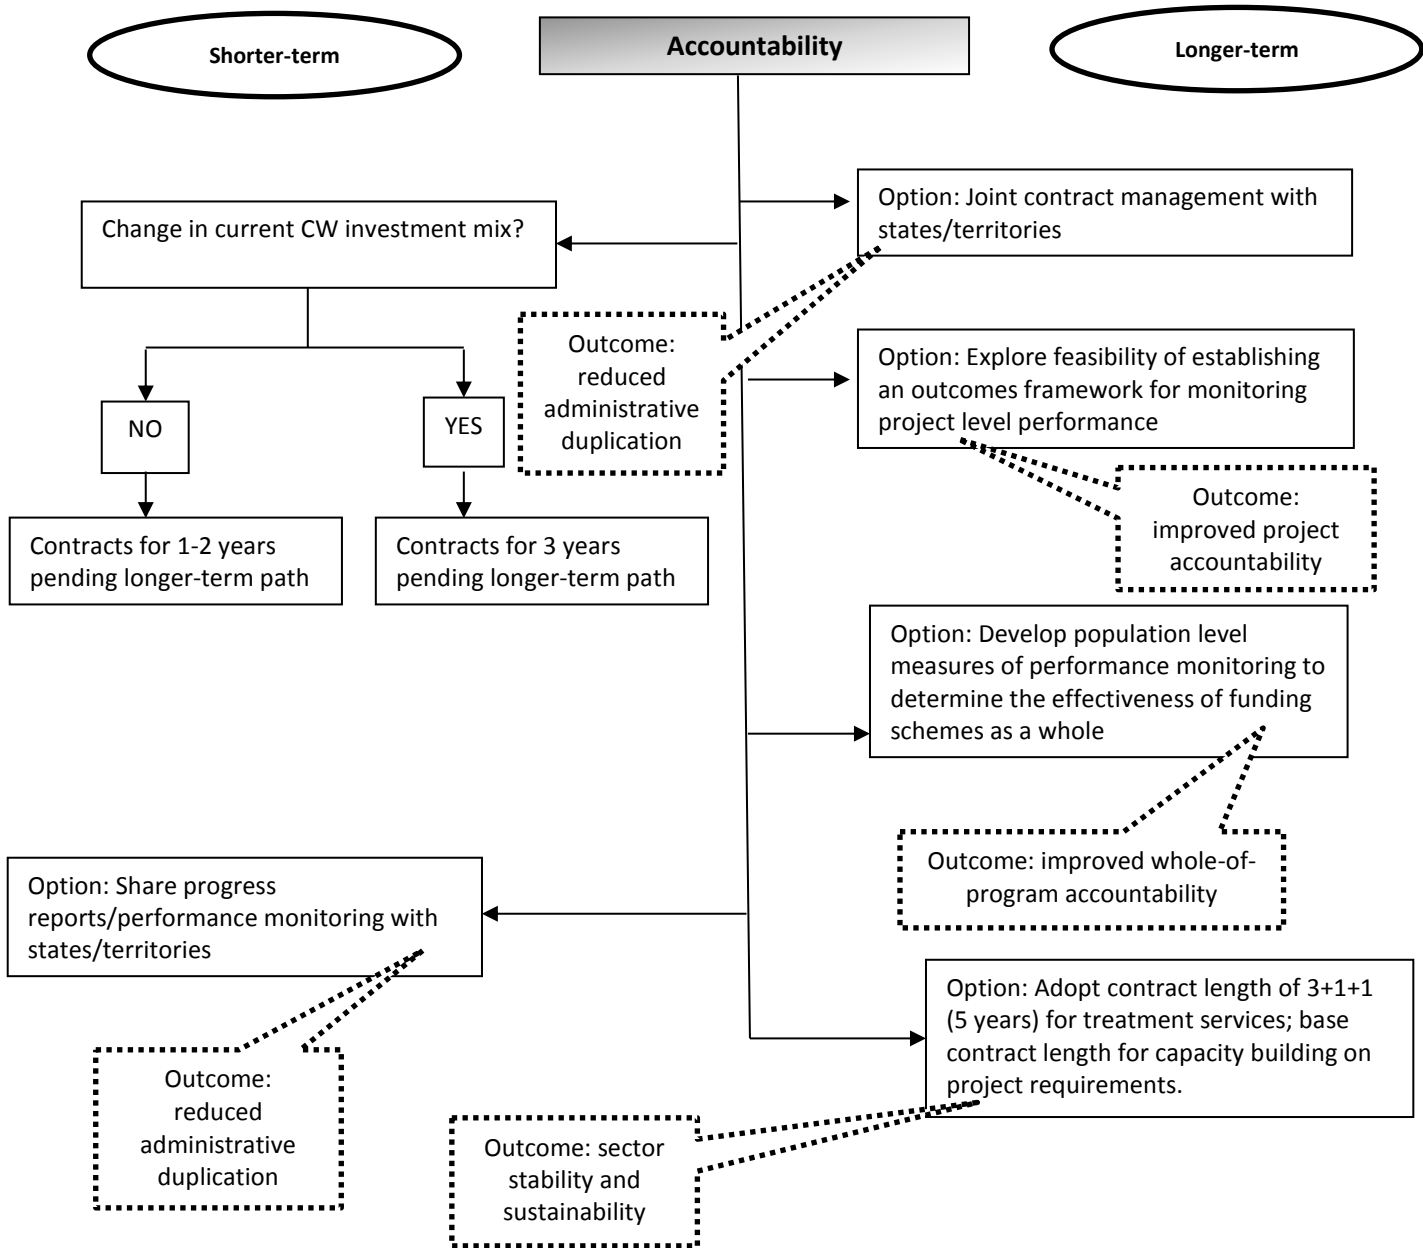 Shorter-term
Accountability
Longer-term
Option: Joint contract management with
states/territories
Change in current CW investment mix?
Outcome:
reduced
administrative
duplication
Option: Explore feasibility of establishing
an outcomes framework for monitoring
project level performance
NO
YES
Outcome:
improved project
accountability
Contracts for 1-2 years
pending longer-term path
Contracts for 3 years
pending longer-term path
Option: Develop population level
measures of performance monitoring to
determine the effectiveness of funding
schemes as a whole
Outcome: improved whole-of-
program accountability
Option: Share progress
reports/performance monitoring with
states/territories
Option: Adopt contract length of 3+1+1
(5 years) for treatment services; base
contract length for capacity building on
project requirements.
Outcome:
reduced
administrative
duplication
Outcome: sector
stability and
sustainability